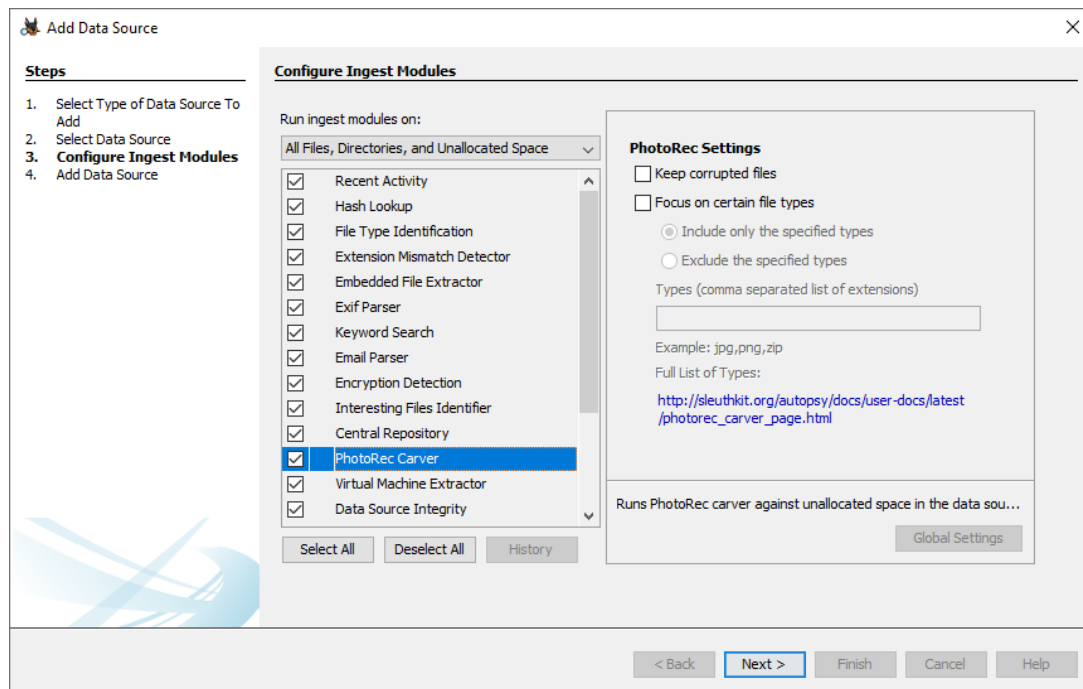 Add Data Source
Steps
1. Select Type of Data Source To
Add
2. Select Data Source
3. Configure Ingest Modules
4. Add Data Source
Configure Ingest Modules
Run ingest modules on:
All Files, Directories, and Unallocated Space
Recent Activity
Hash Lookup
File Type Identification
Extension Mismatch Detector
Embedded File Extractor
Exif Parser
Keyword Search
Email Parser
Encryption Detection
Interesting Files Identifier
Central Repository
PhotoRec Carver
Virtual Machine Extractor
Data Source Integrity
Select All
Deselect All
History
PhotoRec Settings
Keep corrupted files
Focus on certain file types
Include only the specified types
Exclude the specified types
Types (comma separated list of extensions)
Example: jpg,png,zip
Full List of Types:
http://sleuthkit.org/autopsy/docs/user-docs/latest
/photorec_carver_page.html
Runs PhotoRec carver against unallocated space in the data sou...
Global Settings
< Back
Next >
Finish
Cancel
Help